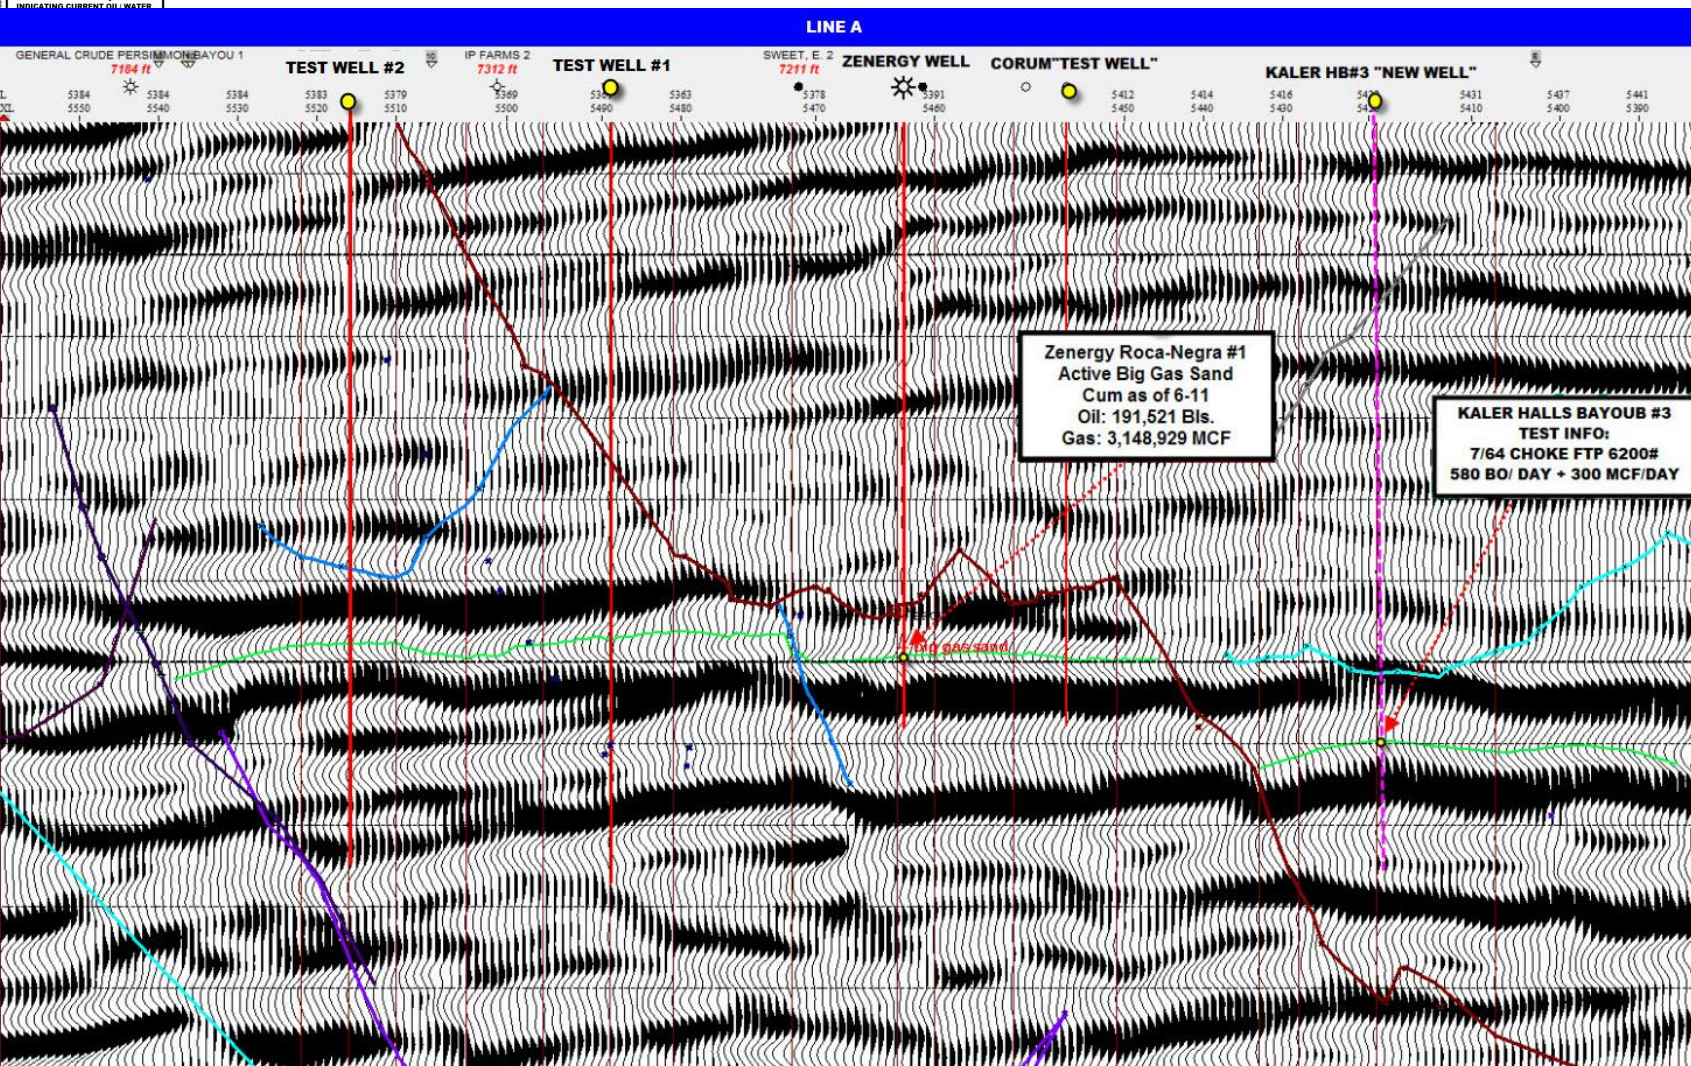 INDICATING CURRENT OIL / WATER
LINE A
GENERAL CRUDE PERSIMMON BAYOU 1
7184 ft
TEST WELL #2
10
IP FARMS 2
7312 ft
TEST WELL #1
SWEET, E. 2
7211 ft
ZENERGY WELL
CORUM"TEST WELL"
KALER HB#3 "NEW WELL"
5384 5384 5384 5383 5379 5369 5363 5378 5391 5412 5414 5416 5431 5437 5441
5550 5540 5530 5520 5510 5500 5490 5480 5470 5460 5450 5440 5430 5410 5400 5390
Zenergy Roca-Negra #1
Active Big Gas Sand
Cum as of 6-11
Oil: 191,521 Bls.
Gas: 3,148,929 MCF
KALER HALLS BAYOUB #3
TEST INFO:
7/64 CHOKE FTP 6200#
580 BO/ DAY + 300 MCF/DAY
big gas sand